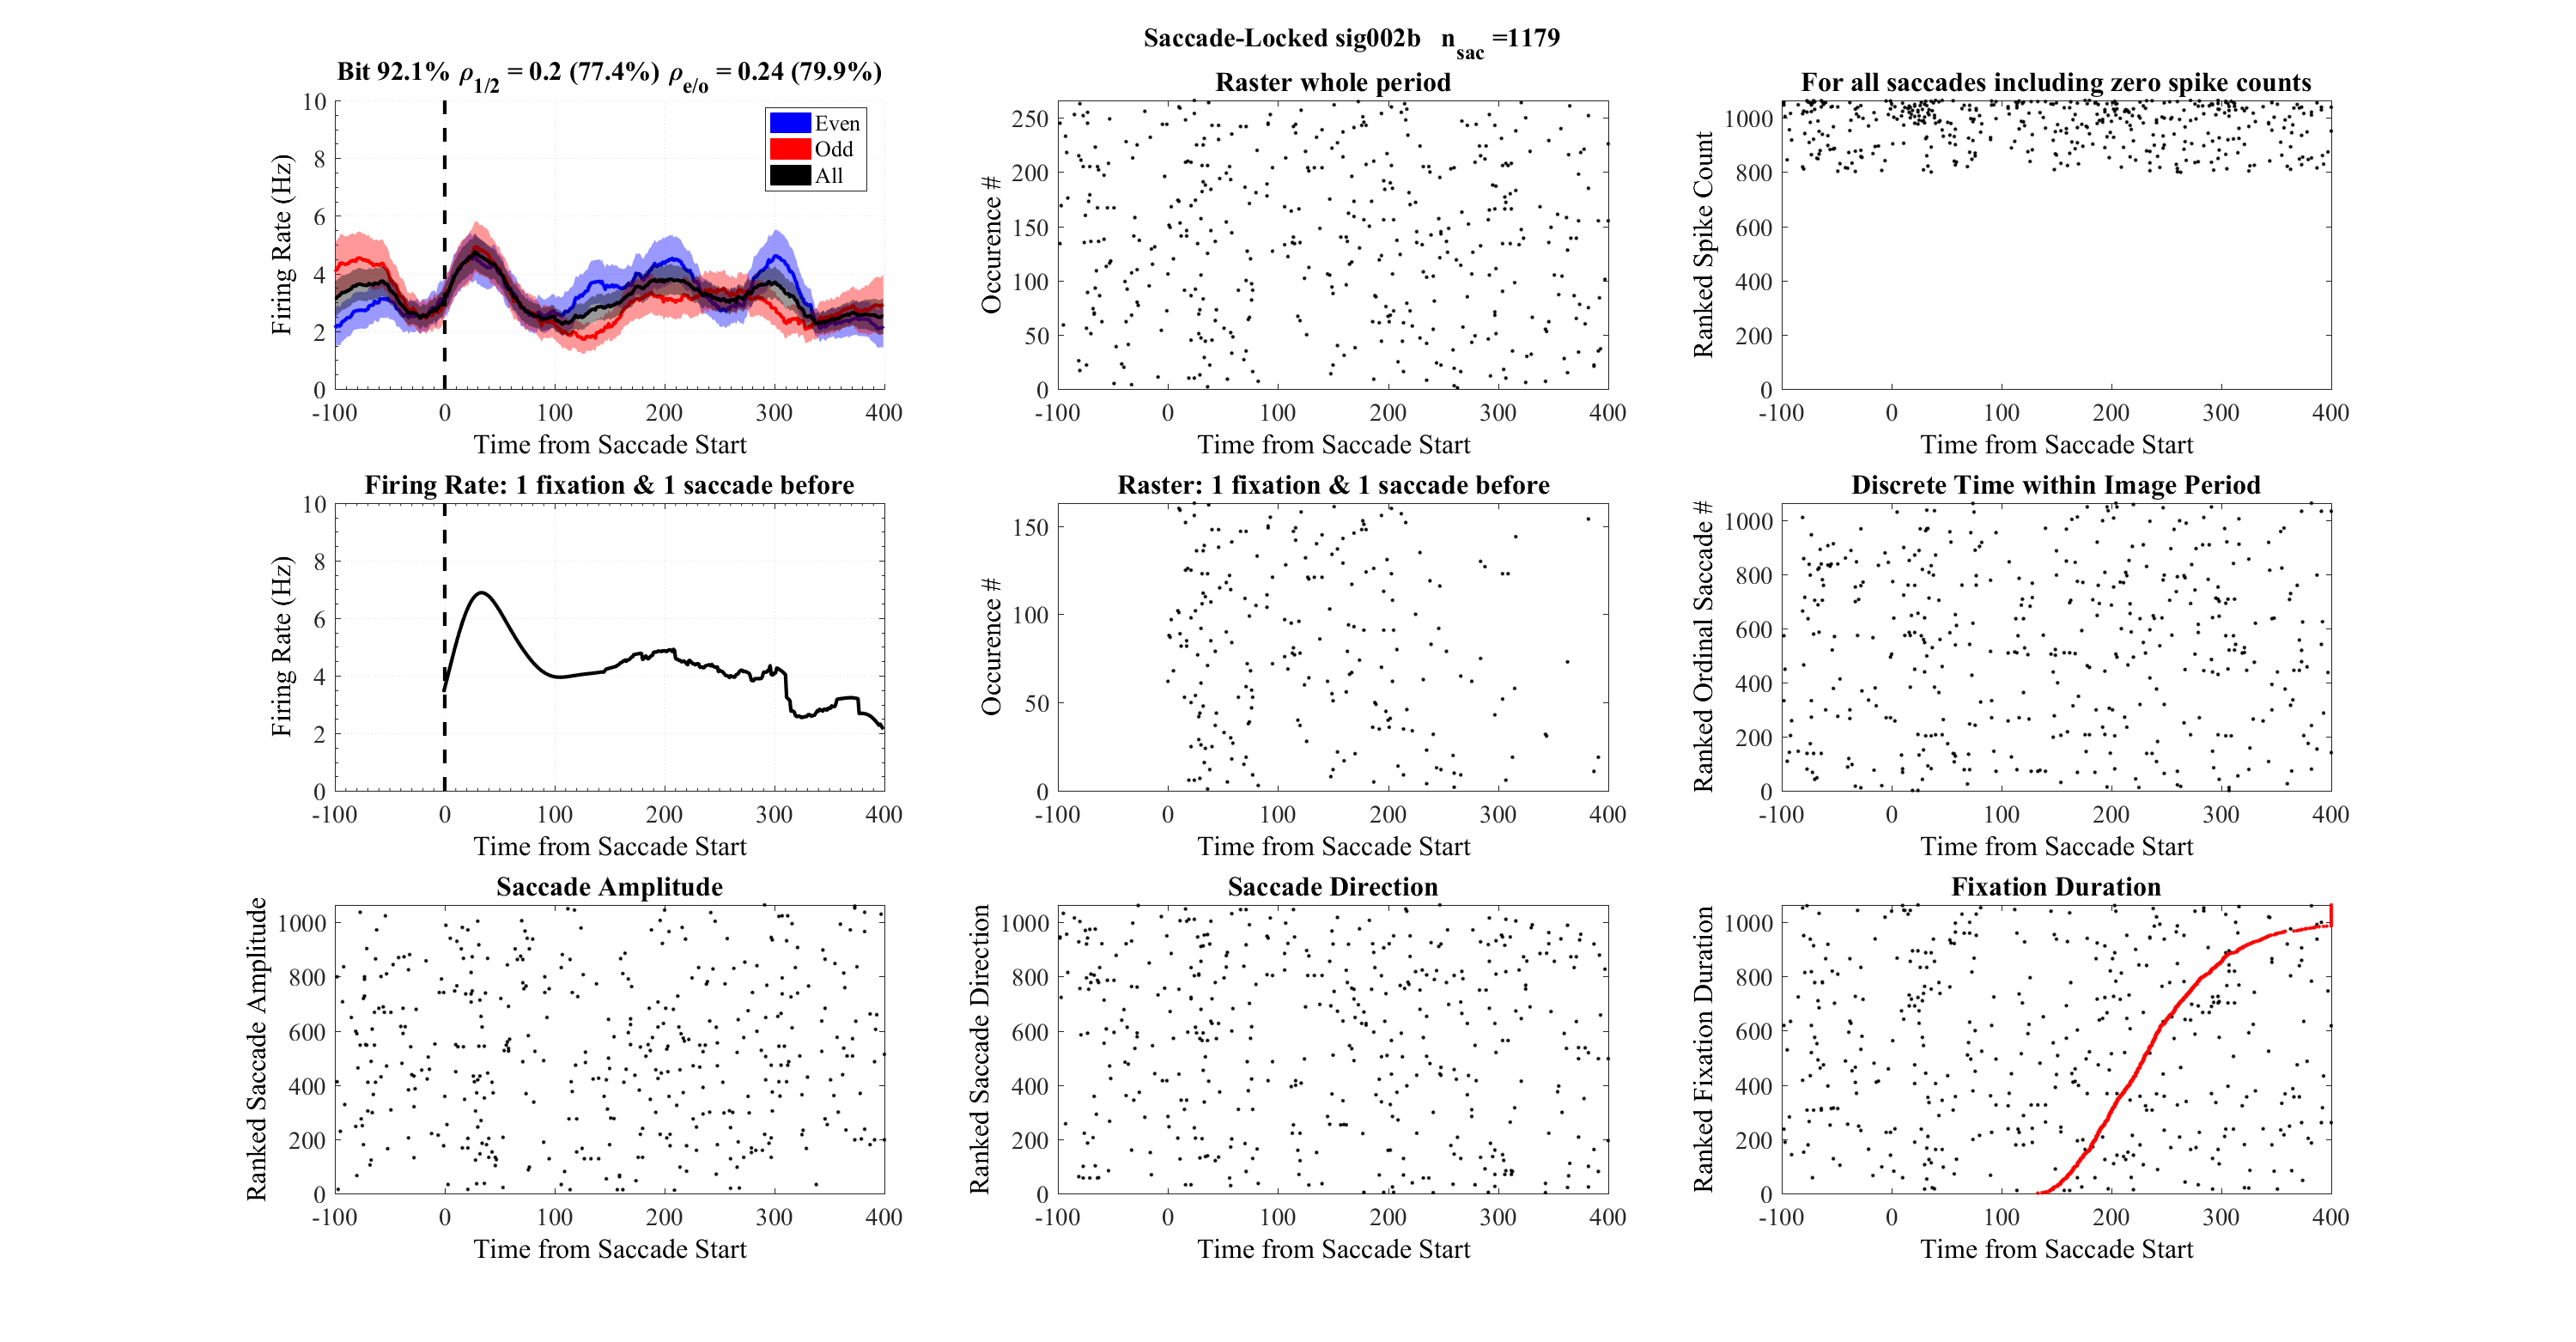 Saccade-Locked sig002b n_sac =1179
Bit 92.1% ρ_1/2 = 0.2 (77.4%) ρ_e/o = 0.24 (79.9%)
10
8
6
4
2
0
Firing Rate (Hz)
Even
Odd
All
-100 0 100 200 300 400
Time from Saccade Start
Raster whole period
250
200
150
100
50
0
Occurence #
-100 0 100 200 300 400
Time from Saccade Start
For all saccades including zero spike counts
1000
800
600
400
200
0
Ranked Spike Count
-100 0 100 200 300 400
Time from Saccade Start
Firing Rate: 1 fixation & 1 saccade before
10
8
6
4
2
0
Firing Rate (Hz)
-100 0 100 200 300 400
Time from Saccade Start
Raster: 1 fixation & 1 saccade before
150
100
50
0
Occurence #
-100 0 100 200 300 400
Time from Saccade Start
Discrete Time within Image Period
1000
800
600
400
200
0
Ranked Ordinal Saccade #
-100 0 100 200 300 400
Time from Saccade Start
Saccade Amplitude
1000
800
600
400
200
0
Ranked Saccade Amplitude
-100 0 100 200 300 400
Time from Saccade Start
Saccade Direction
1000
800
600
400
200
0
Ranked Saccade Direction
-100 0 100 200 300 400
Time from Saccade Start
Fixation Duration
1000
800
600
400
200
0
Ranked Fixation Duration
-100 0 100 200 300 400
Time from Saccade Start